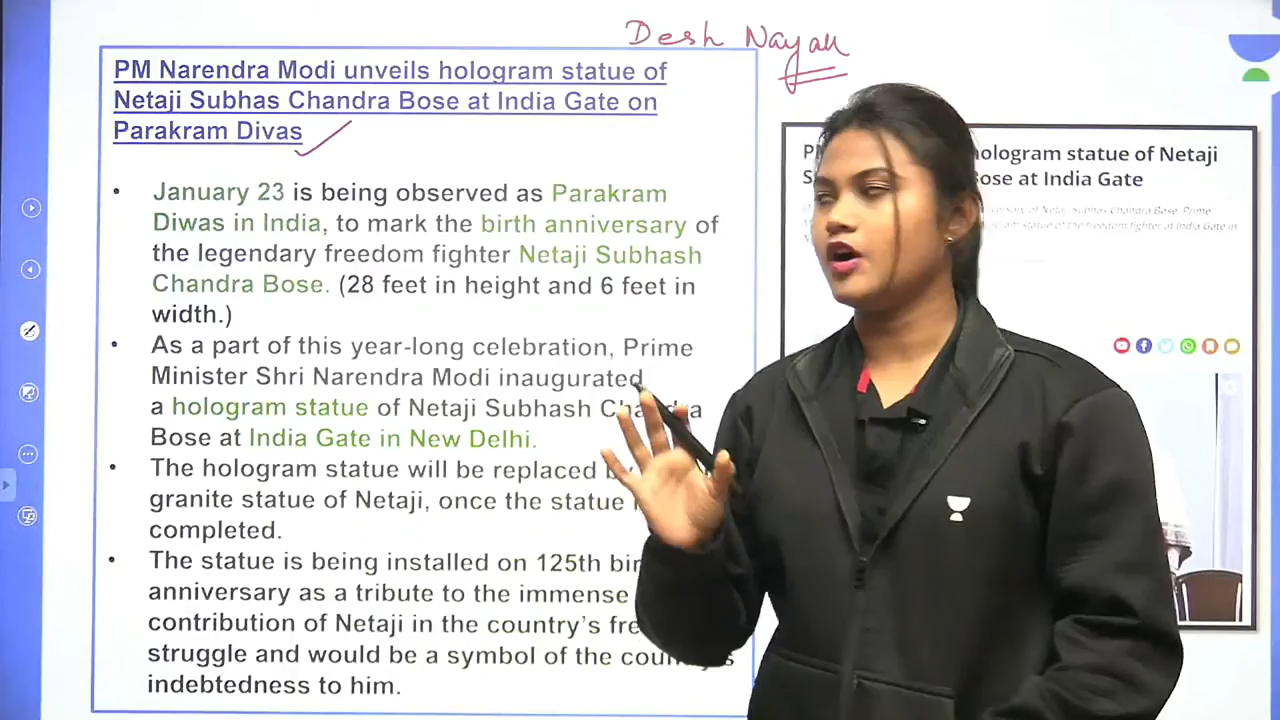 Desh Nayak
PM Narendra Modi unveils hologram statue of
Netaji Subhas Chandra Bose at India Gate on
Parakram Divas
January 23 is being observed as Parakram
Diwas in India, to mark the birth anniversary of
the legendary freedom fighter Netaji Subhash
Chandra Bose. (28 feet in height and 6 feet in
width.)
As a part of this year-long celebration, Prime
Minister Shri Narendra Modi inaugurated
a hologram statue of Netaji Subhash Chandra
Bose at India Gate in New Delhi.
The hologram statue will be replaced
granite statue of Netaji, once the statue
completed.
The statue is being installed on 125th
anniversary as a tribute to the immense
contribution of Netaji in the country's
struggle and would be a symbol of the
indebtedness to him.
hologram statue of Netaji
Bose at India Gate